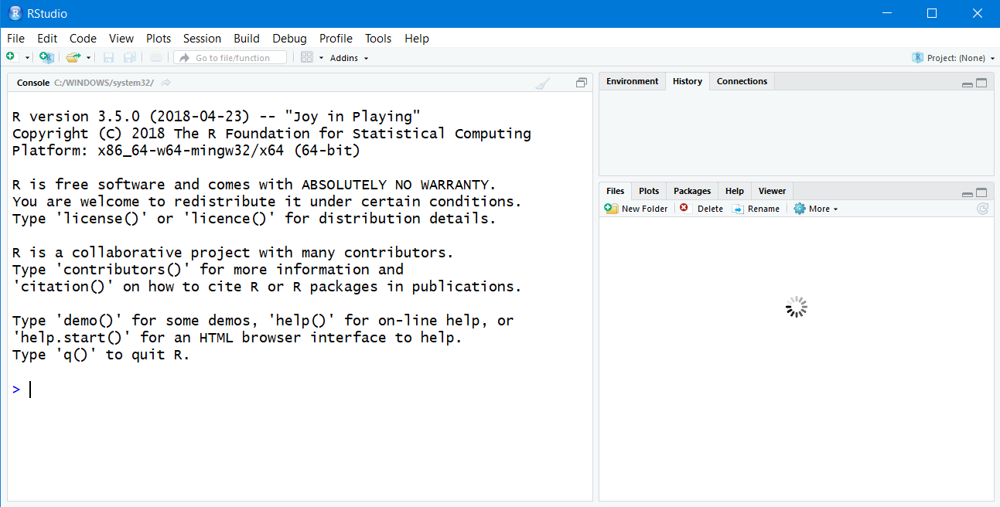 RStudio
File Edit Code View Plots Session Build Debug Profile Tools Help
Go to file/function Addins Project: (None)
Console C:/WINDOWS/system32/
R version 3.5.0 (2018-04-23) -- "Joy in Playing"
Copyright (C) 2018 The R Foundation for Statistical Computing
Platform: x86_64-w64-mingw32/x64 (64-bit)
R is free software and comes with ABSOLUTELY NO WARRANTY.
You are welcome to redistribute it under certain conditions.
Type 'license()' or 'licence()' for distribution details.
R is a collaborative project with many contributors.
Type 'contributors()' for more information and
'citation()' on how to cite R or R packages in publications.
Type 'demo()' for some demos, 'help()' for on-line help, or
'help.start()' for an HTML browser interface to help.
Type 'q()' to quit R.
>
Environment History Connections
Files Plots Packages Help Viewer
New Folder Delete Rename More